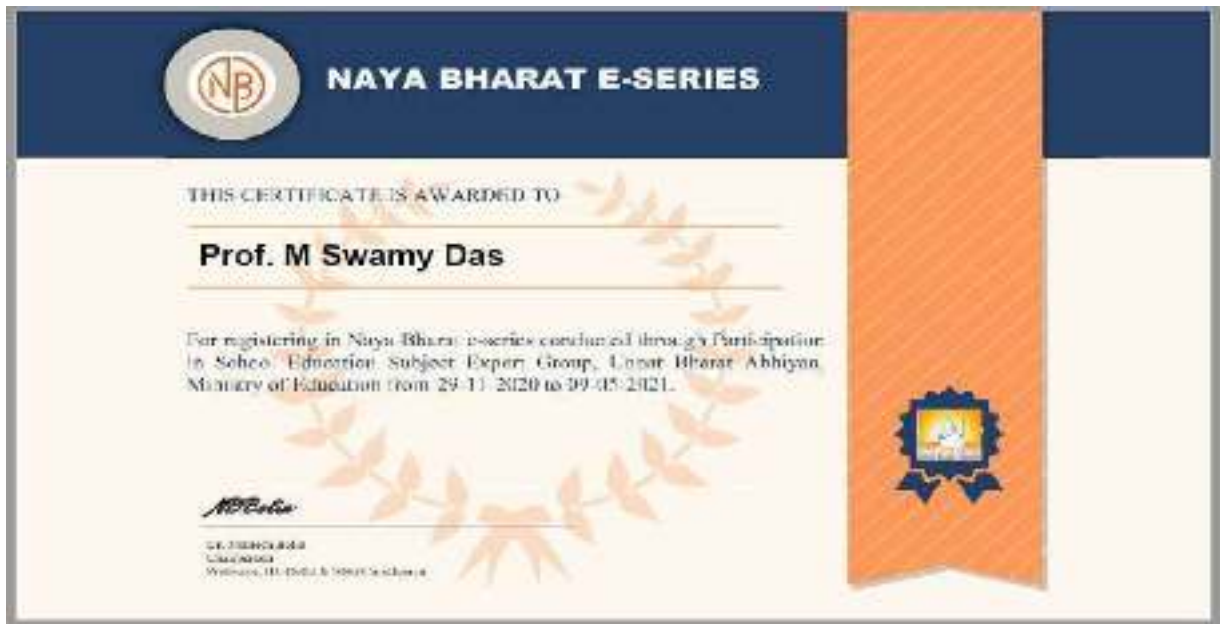 NB
NAYA BHARAT E-SERIES
THIS CERTIFICATE IS AWARDED TO
Prof. M Swamy Das
For registering in Naya Bharat e-series conducted through Participation
in School Education Subject Expert Group, Unnat Bharat Abhiyan,
Ministry of Education from 29-11-2020 to 09-05-2021.
Chairperson
Professor,